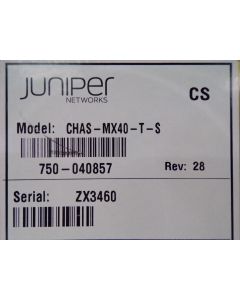 JUNIPER
NETWORKS
CS
Model: CHAS-MX40-T-S
750-040857 Rev: 28
Serial: ZX3460